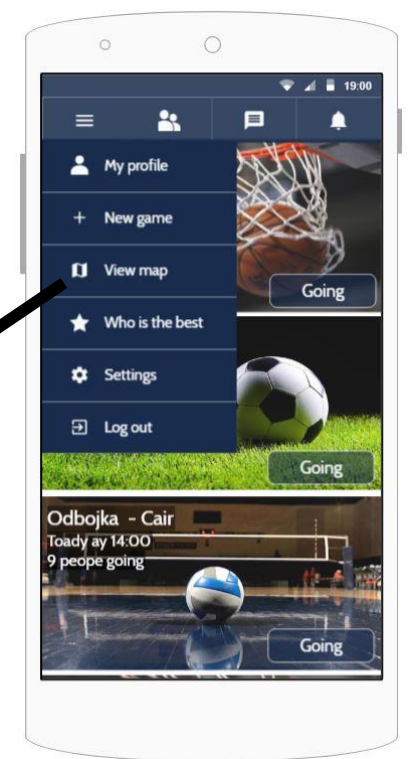 19:00
My profile
New game
View map
Who is the best
Settings
Log out
Going
Going
Odbojka - Cair
Toady ay 14:00
9 peope going
Going